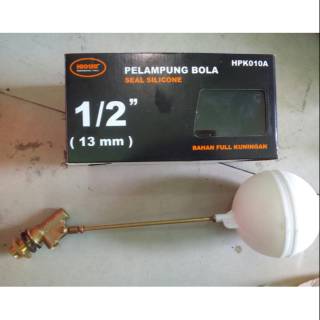 HPK010A
PELAMPUNG BOLA
SEAL SILICONE
1/2"
( 13 mm )
BAHAN FULL KUNINGAN